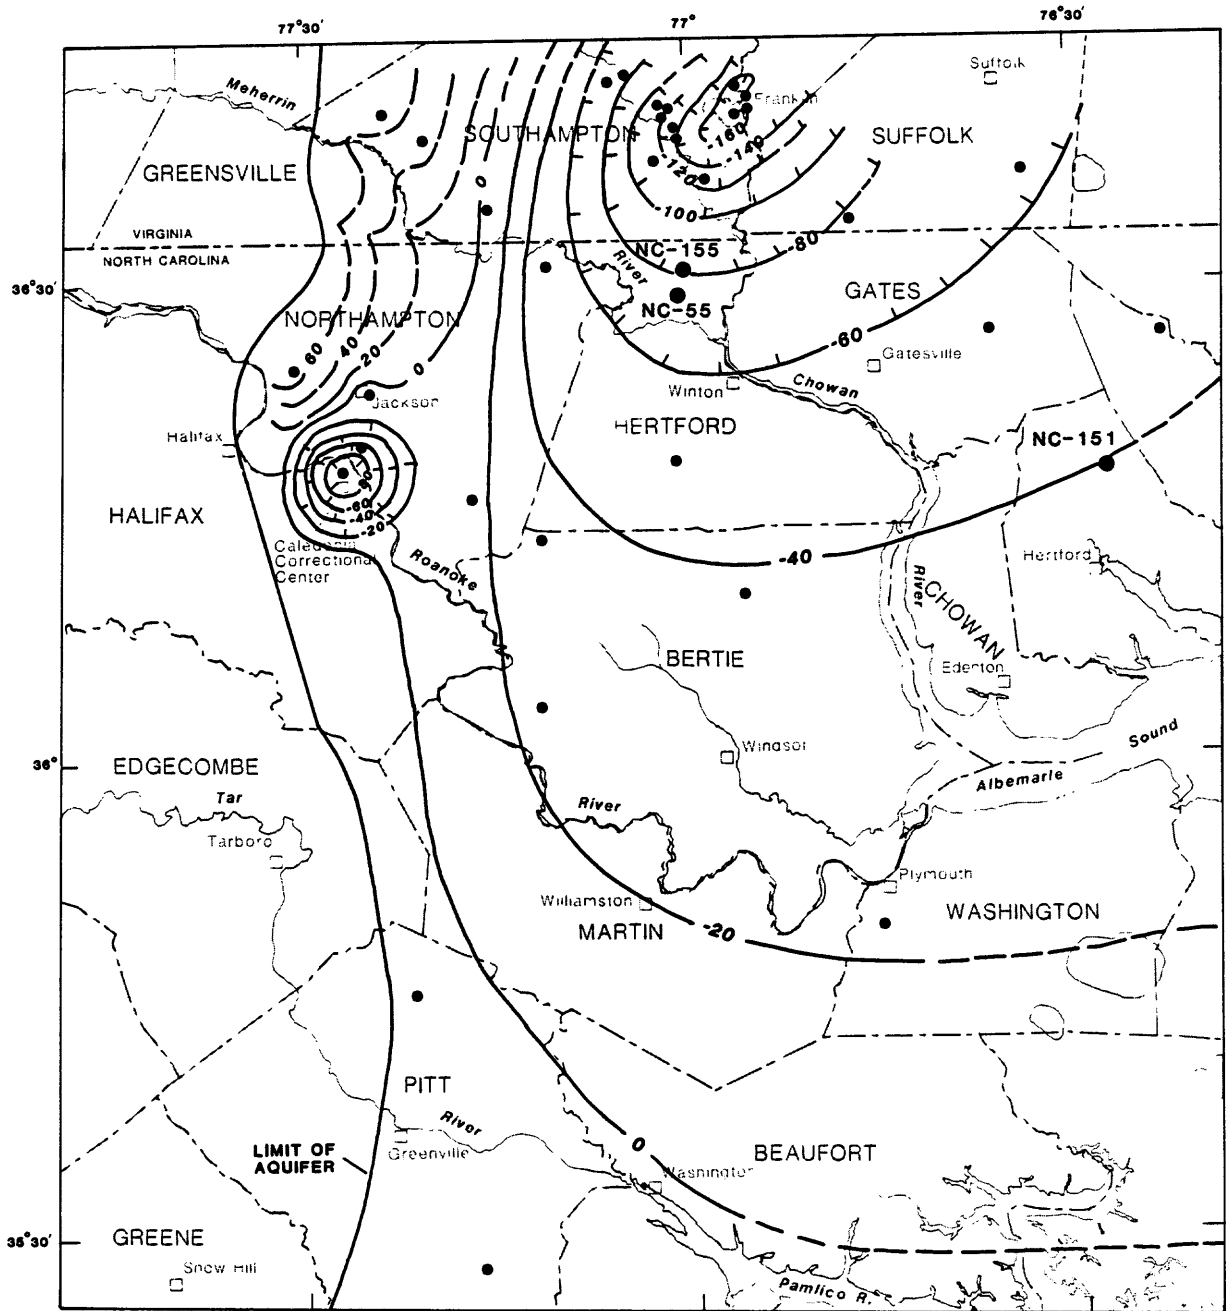 77°30'
77°
76°30'
Meherrin
Suffolk
Franklin
SOUTHAMPTON
SUFFOLK
GREENSVILLE
-160
-140
-120
-100
-80
0
VIRGINIA
NORTH CAROLINA
NC-155
River
NC-55
GATES
36°30'
NORTHAMPTON
60
40
20
0
-60
Gatesville
Winton
Chowan
Jackson
HERTFORD
Halifax
NC-151
HALIFAX
-60
-40
-20
Caledonia
Correctional
Center
Roanoke
-40
Hertford
River
CHOWAN
BERTIE
Edenton
Windsor
Sound
Albemarle
36°
EDGECOMBE
Tar
River
Tarboro
Plymouth
Williamston
MARTIN
-20
WASHINGTON
PITT
River
Greenville
LIMIT OF
AQUIFER
0
BEAUFORT
Washington
35°30'
GREENE
Snow Hill
Pamlico R.